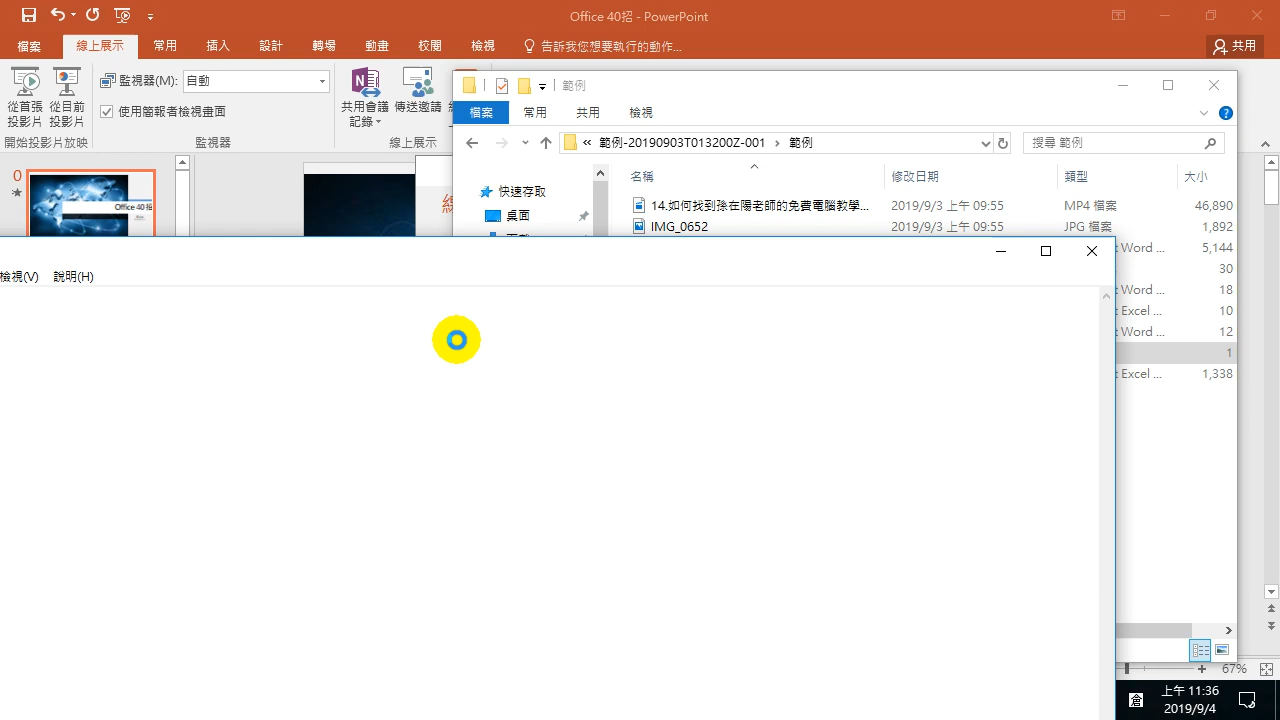 Office 40招 - PowerPoint
檔案 線上展示 常用 插入 設計 轉場 動畫 校閱 檢視 告訴我您想要執行的動作... 共用
從首張投影片
從目前投影片
開始投影片放映
監視器(M): 自動
使用簡報者檢視畫面
監視器
共用會議記錄
傳送邀請
線上展示
範例
檔案 常用 共用 檢視
« 範例-20190903T013200Z-001 › 範例
搜尋 範例
快速存取
桌面
名稱 修改日期 類型 大小
14.如何找到孫在陽老師的免費電腦教學... 2019/9/3 上午 09:55 MP4 檔案 46,890
IMG_0652 2019/9/3 上午 09:55 JPG 檔案 1,892
t Word ... 5,144
30
t Word ... 18
t Excel ... 10
t Word ... 12
1
t Excel ... 1,338
0
Office 40招
檢視(V) 說明(H)
67%
倉
上午 11:36
2019/9/4